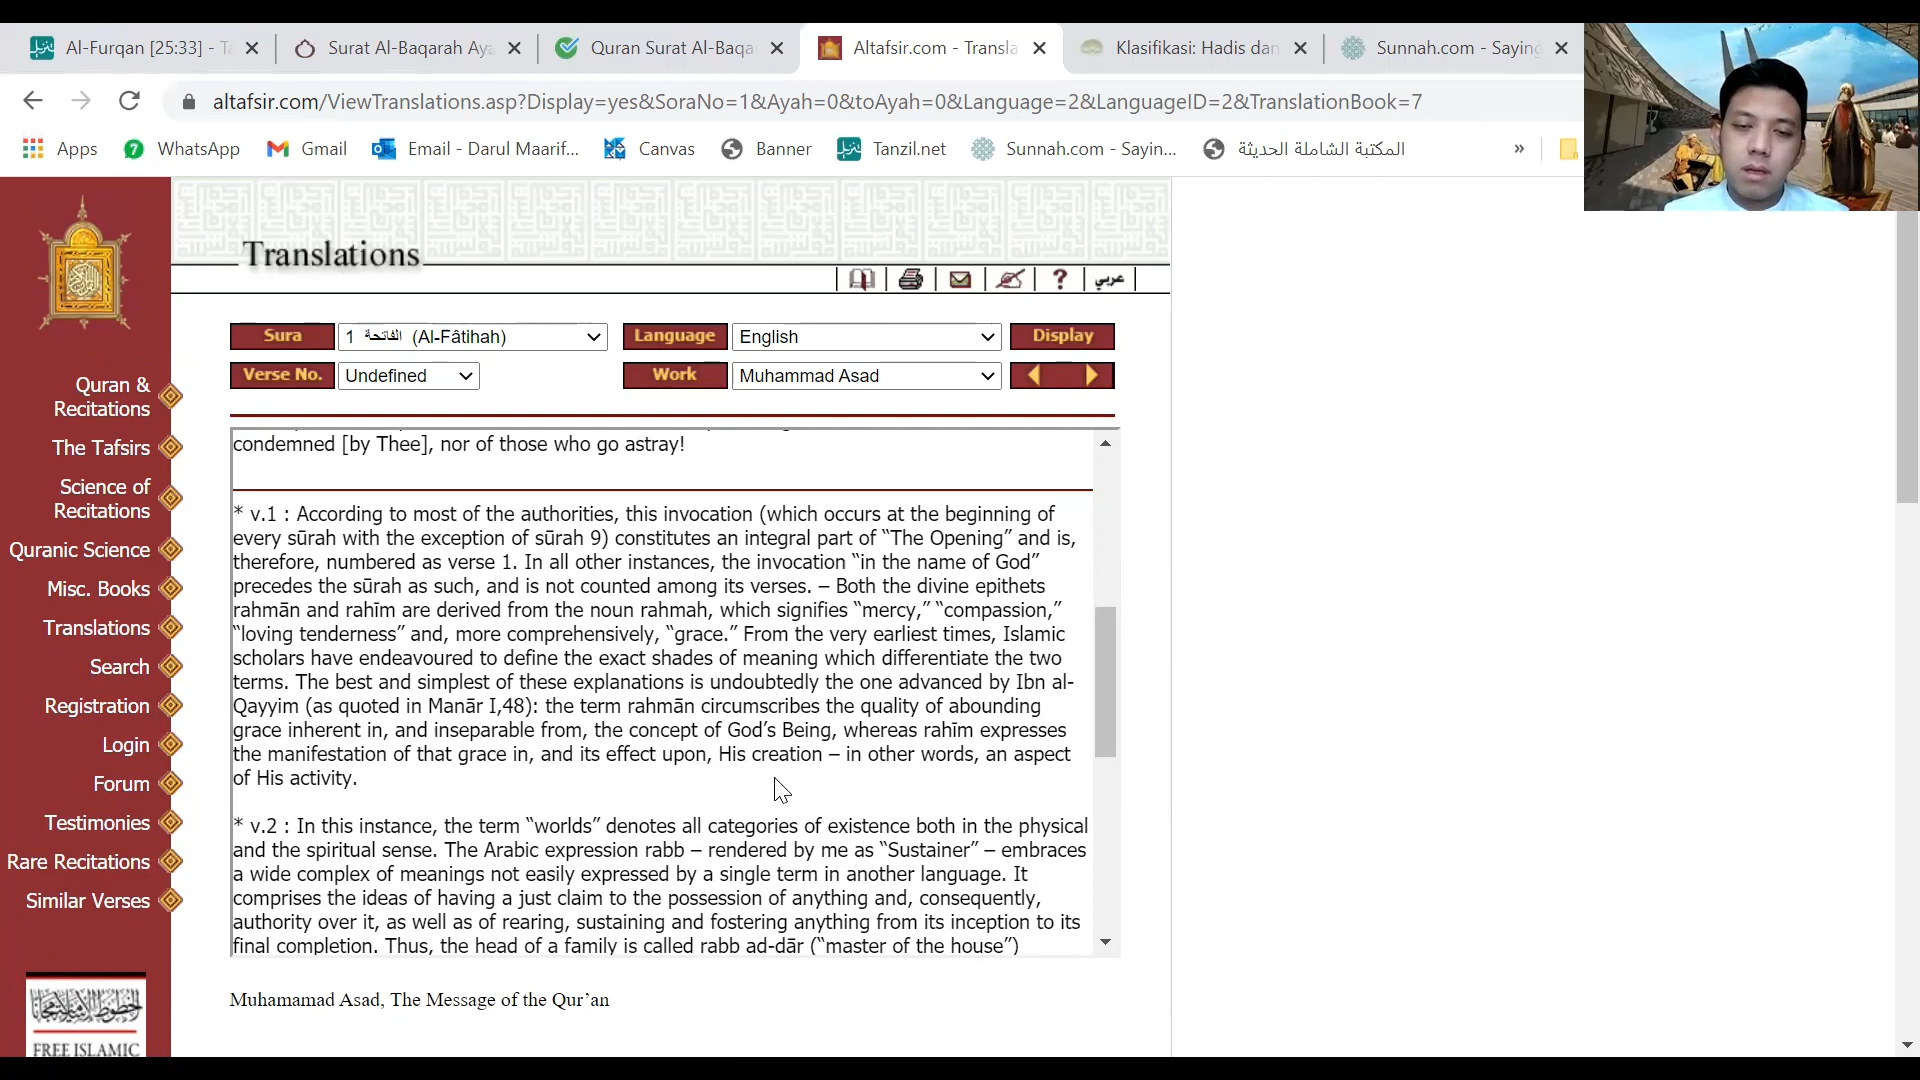 Al-Furqan [25:33] - Ta
Surat Al-Baqarah Aya
Quran Surat Al-Baqa
Altafsir.com - Transla
Klasifikasi: Hadis dan
Sunnah.com - Saying
altafsir.com/ViewTranslations.asp?Display=yes&SoraNo=1&Ayah=0&toAyah=0&Language=2&LanguageID=2&TranslationBook=7
Apps
7
WhatsApp
Gmail
Email - Darul Maarif...
Canvas
Banner
Tanzil.net
Sunnah.com - Sayin...
المكتبة الشاملة الحديثة
»
Translations
?
عربي
Sura
1 الفاتحة (Al-Fâtihah)
Language
English
Display
Verse No.
Undefined
Work
Muhammad Asad
Quran &
Recitations
The Tafsirs
Science of
Recitations
Quranic Science
Misc. Books
Translations
Search
Registration
Login
Forum
Testimonies
Rare Recitations
Similar Verses
FREE ISLAMIC
condemned [by Thee], nor of those who go astray!
* v.1 : According to most of the authorities, this invocation (which occurs at the beginning of
every sūrah with the exception of sūrah 9) constitutes an integral part of “The Opening” and is,
therefore, numbered as verse 1. In all other instances, the invocation “in the name of God”
precedes the sūrah as such, and is not counted among its verses. – Both the divine epithets
rahmān and rahīm are derived from the noun rahmah, which signifies “mercy,” “compassion,”
“loving tenderness” and, more comprehensively, “grace.” From the very earliest times, Islamic
scholars have endeavoured to define the exact shades of meaning which differentiate the two
terms. The best and simplest of these explanations is undoubtedly the one advanced by Ibn al-
Qayyim (as quoted in Manār I,48): the term rahmān circumscribes the quality of abounding
grace inherent in, and inseparable from, the concept of God’s Being, whereas rahīm expresses
the manifestation of that grace in, and its effect upon, His creation – in other words, an aspect
of His activity.
* v.2 : In this instance, the term “worlds” denotes all categories of existence both in the physical
and the spiritual sense. The Arabic expression rabb – rendered by me as “Sustainer” – embraces
a wide complex of meanings not easily expressed by a single term in another language. It
comprises the ideas of having a just claim to the possession of anything and, consequently,
authority over it, as well as of rearing, sustaining and fostering anything from its inception to its
final completion. Thus, the head of a family is called rabb ad-dār (“master of the house”)
Muhamamad Asad, The Message of the Qur’an